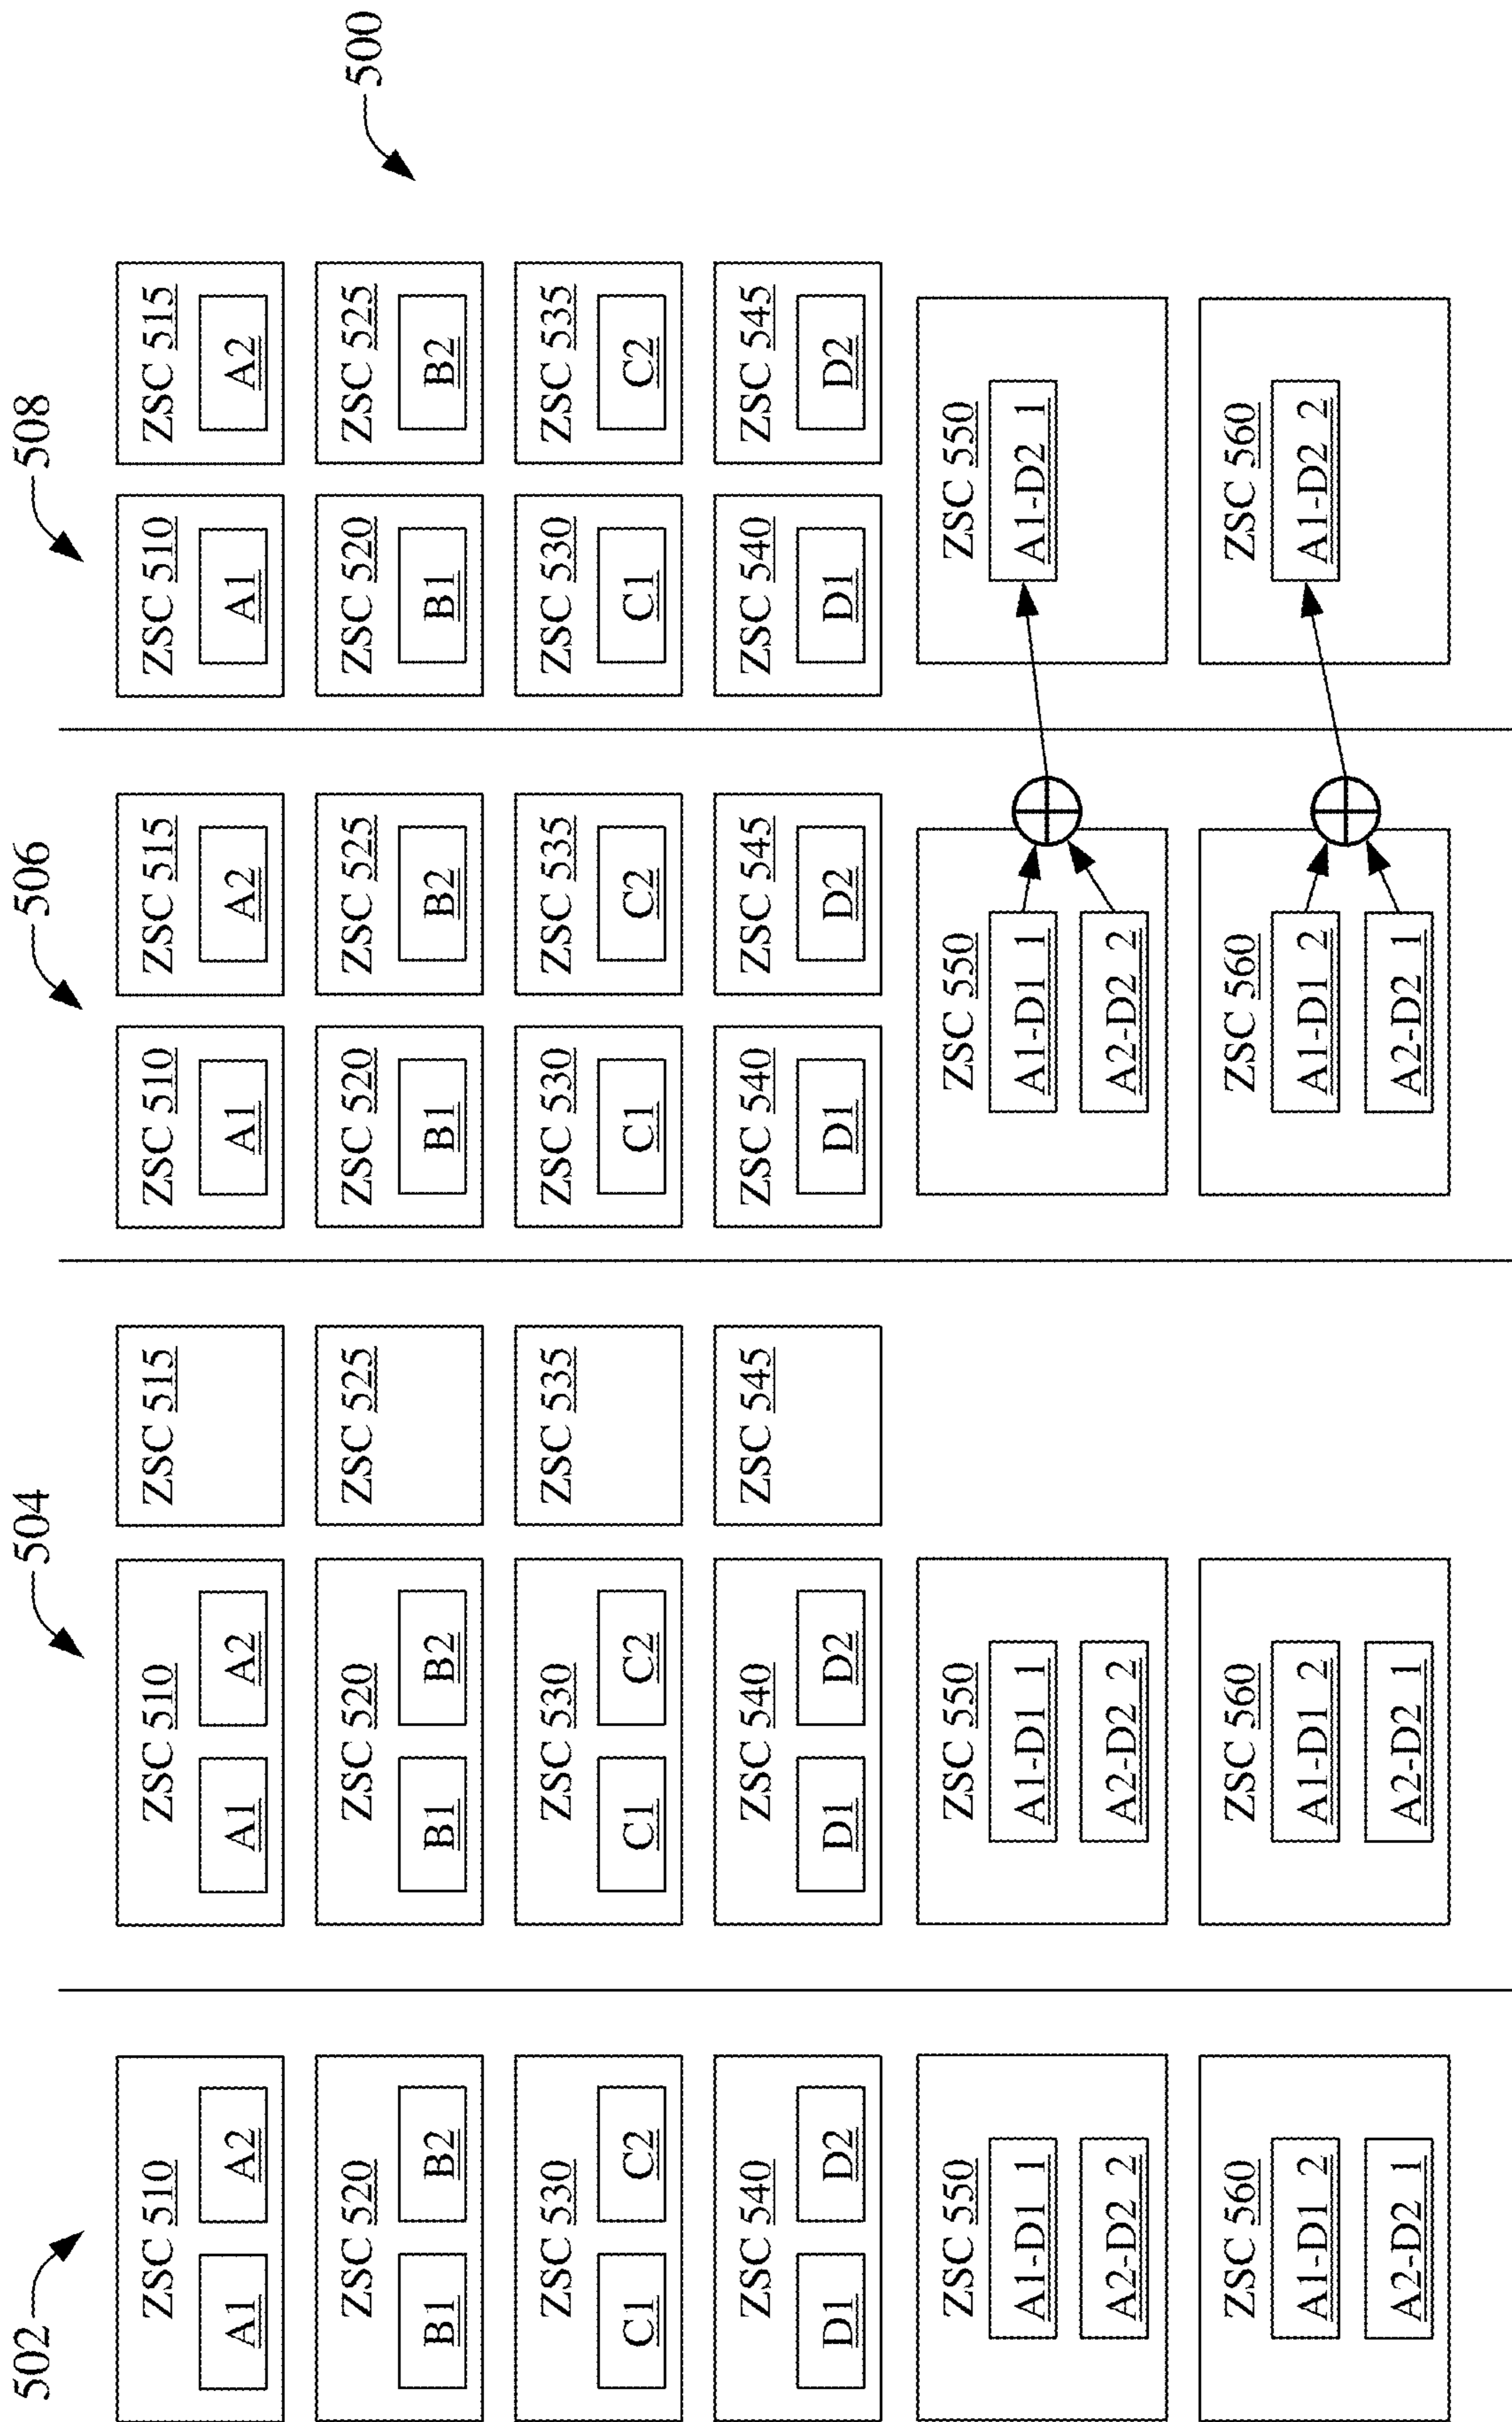 500
502
ZSC 510
A1 A2
ZSC 520
B1 B2
ZSC 530
C1 C2
ZSC 540
D1 D2
ZSC 550
A1-D1 1
A2-D2 2
ZSC 560
A1-D1 2
A2-D2 1
504
ZSC 510 ZSC 515
A1 A2
ZSC 520 ZSC 525
B1 B2
ZSC 530 ZSC 535
C1 C2
ZSC 540 ZSC 545
D1 D2
ZSC 550
A1-D1 1
A2-D2 2
ZSC 560
A1-D1 2
A2-D2 1
506
ZSC 510 ZSC 515
A1 A2
ZSC 520 ZSC 525
B1 B2
ZSC 530 ZSC 535
C1 C2
ZSC 540 ZSC 545
D1 D2
ZSC 550
A1-D1 1
A2-D2 2
ZSC 560
A1-D1 2
A2-D2 1
508
ZSC 510 ZSC 515
A1 A2
ZSC 520 ZSC 525
B1 B2
ZSC 530 ZSC 535
C1 C2
ZSC 540 ZSC 545
D1 D2
ZSC 550
A1-D2 1
ZSC 560
A1-D2 2